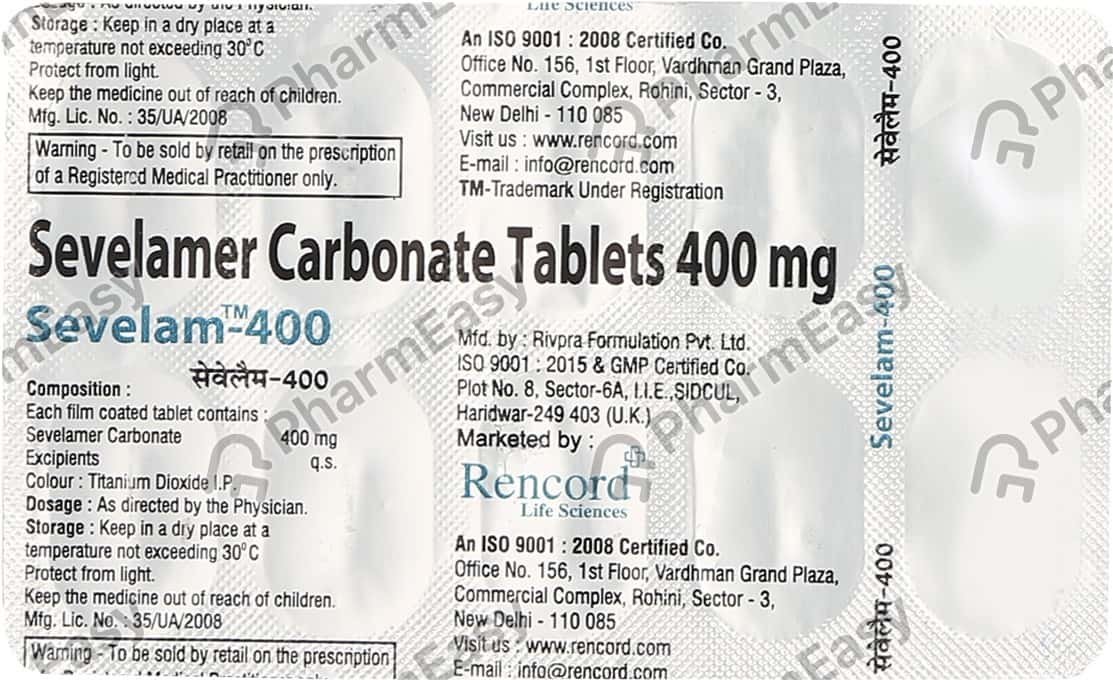 Storage : Keep in a dry place at a
temperature not exceeding 30°C
Protect from light.
Keep the medicine out of reach of children.
Mfg. Lic. No. : 35/UA/2008
Warning - To be sold by retail on the prescription
of a Registered Medical Practitioner only.
Life Sciences
An ISO 9001 : 2008 Certified Co.
Office No. 156, 1st Floor, Vardhman Grand Plaza,
Commercial Complex, Rohini, Sector - 3,
New Delhi - 110 085
Visit us : www.rencord.com
E-mail : info@rencord.com
TM-Trademark Under Registration
Sevelamer Carbonate Tablets 400 mg
Sevelam™-400
सेवेलैम-400
Composition :
Each film coated tablet contains :
Sevelamer Carbonate 400 mg
Excipients q.s.
Colour : Titanium Dioxide I.P.
Dosage : As directed by the Physician.
Storage : Keep in a dry place at a
temperature not exceeding 30°C
Protect from light.
Keep the medicine out of reach of children.
Mfg. Lic. No. : 35/UA/2008
Warning - To be sold by retail on the prescription
Mfd. by : Rivpra Formulation Pvt. Ltd.
ISO 9001 : 2015 & GMP Certified Co.
Plot No. 8, Sector-6A, I.I.E.,SIDCUL,
Haridwar-249 403 (U.K.)
Marketed by :
Rencord
Life Sciences
An ISO 9001 : 2008 Certified Co.
Office No. 156, 1st Floor, Vardhman Grand Plaza,
Commercial Complex, Rohini, Sector - 3,
New Delhi - 110 085
Visit us : www.rencord.com
E-mail : info@rencord.com
सेवेलैम-400
Sevelam-400
सेवेलैम-400
PharmEasy
PharmEasy
PharmEasy
PharmEasy